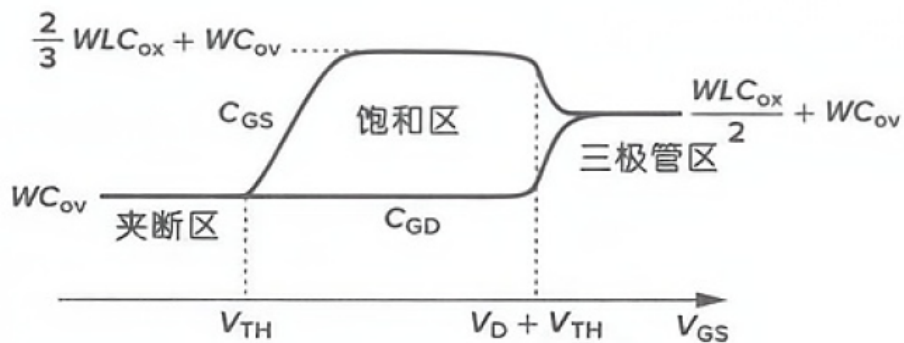 2/3 WLCox + WCov
CGS
饱和区
WLCox/2 + WCov
三极管区
WCov
夹断区
CGD
VTH
VD + VTH
VGS